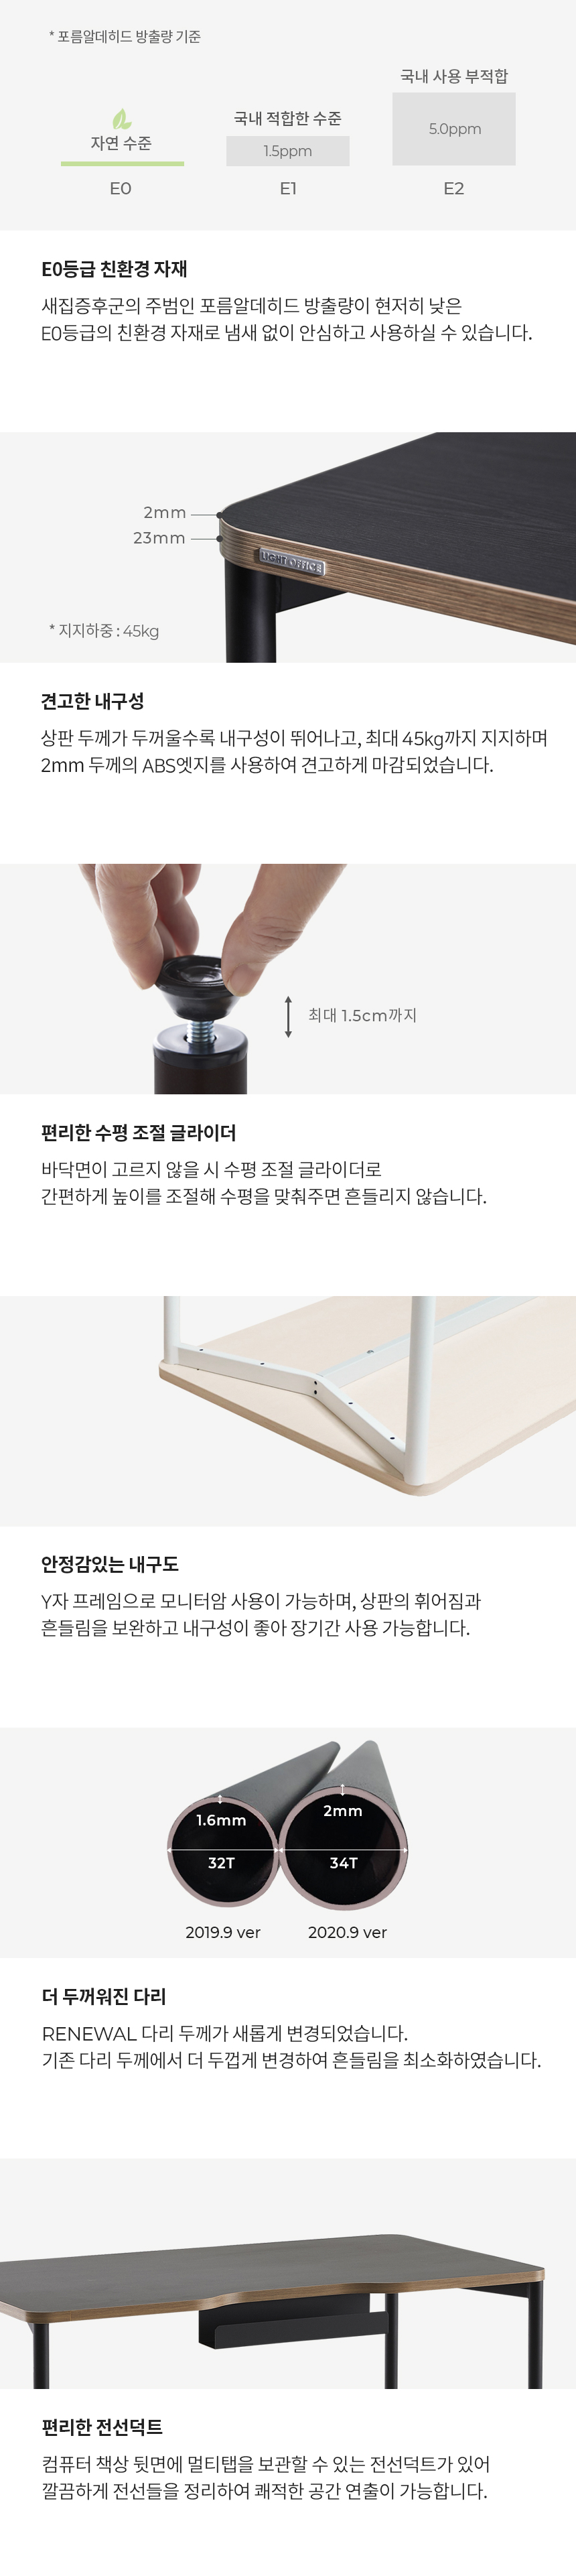 * 포름알데히드 방출량 기준
국내 사용 부적합
국내 적합한 수준
5.0ppm
자연 수준
1.5ppm
E0
E1
E2
E0등급 친환경 자재
새집증후군의 주범인 포름알데히드 방출량이 현저히 낮은
E0등급의 친환경 자재로 냄새 없이 안심하고 사용하실 수 있습니다.
2mm
23mm
LIGHT OFFICE
* 지지하중 : 45kg
견고한 내구성
상판 두께가 두꺼울수록 내구성이 뛰어나고, 최대 45kg까지 지지하며
2mm 두께의 ABS엣지를 사용하여 견고하게 마감되었습니다.
최대 1.5cm까지
편리한 수평 조절 글라이더
바닥면이 고르지 않을 시 수평 조절 글라이더로
간편하게 높이를 조절해 수평을 맞춰주면 흔들리지 않습니다.
안정감있는 내구도
Y자 프레임으로 모니터암 사용이 가능하며, 상판의 휘어짐과
흔들림을 보완하고 내구성이 좋아 장기간 사용 가능합니다.
1.6mm
2mm
32T
34T
2019.9 ver
2020.9 ver
더 두꺼워진 다리
RENEWAL 다리 두께가 새롭게 변경되었습니다.
기존 다리 두께에서 더 두껍게 변경하여 흔들림을 최소화하였습니다.
편리한 전선덕트
컴퓨터 책상 뒷면에 멀티탭을 보관할 수 있는 전선덕트가 있어
깔끔하게 전선들을 정리하여 쾌적한 공간 연출이 가능합니다.